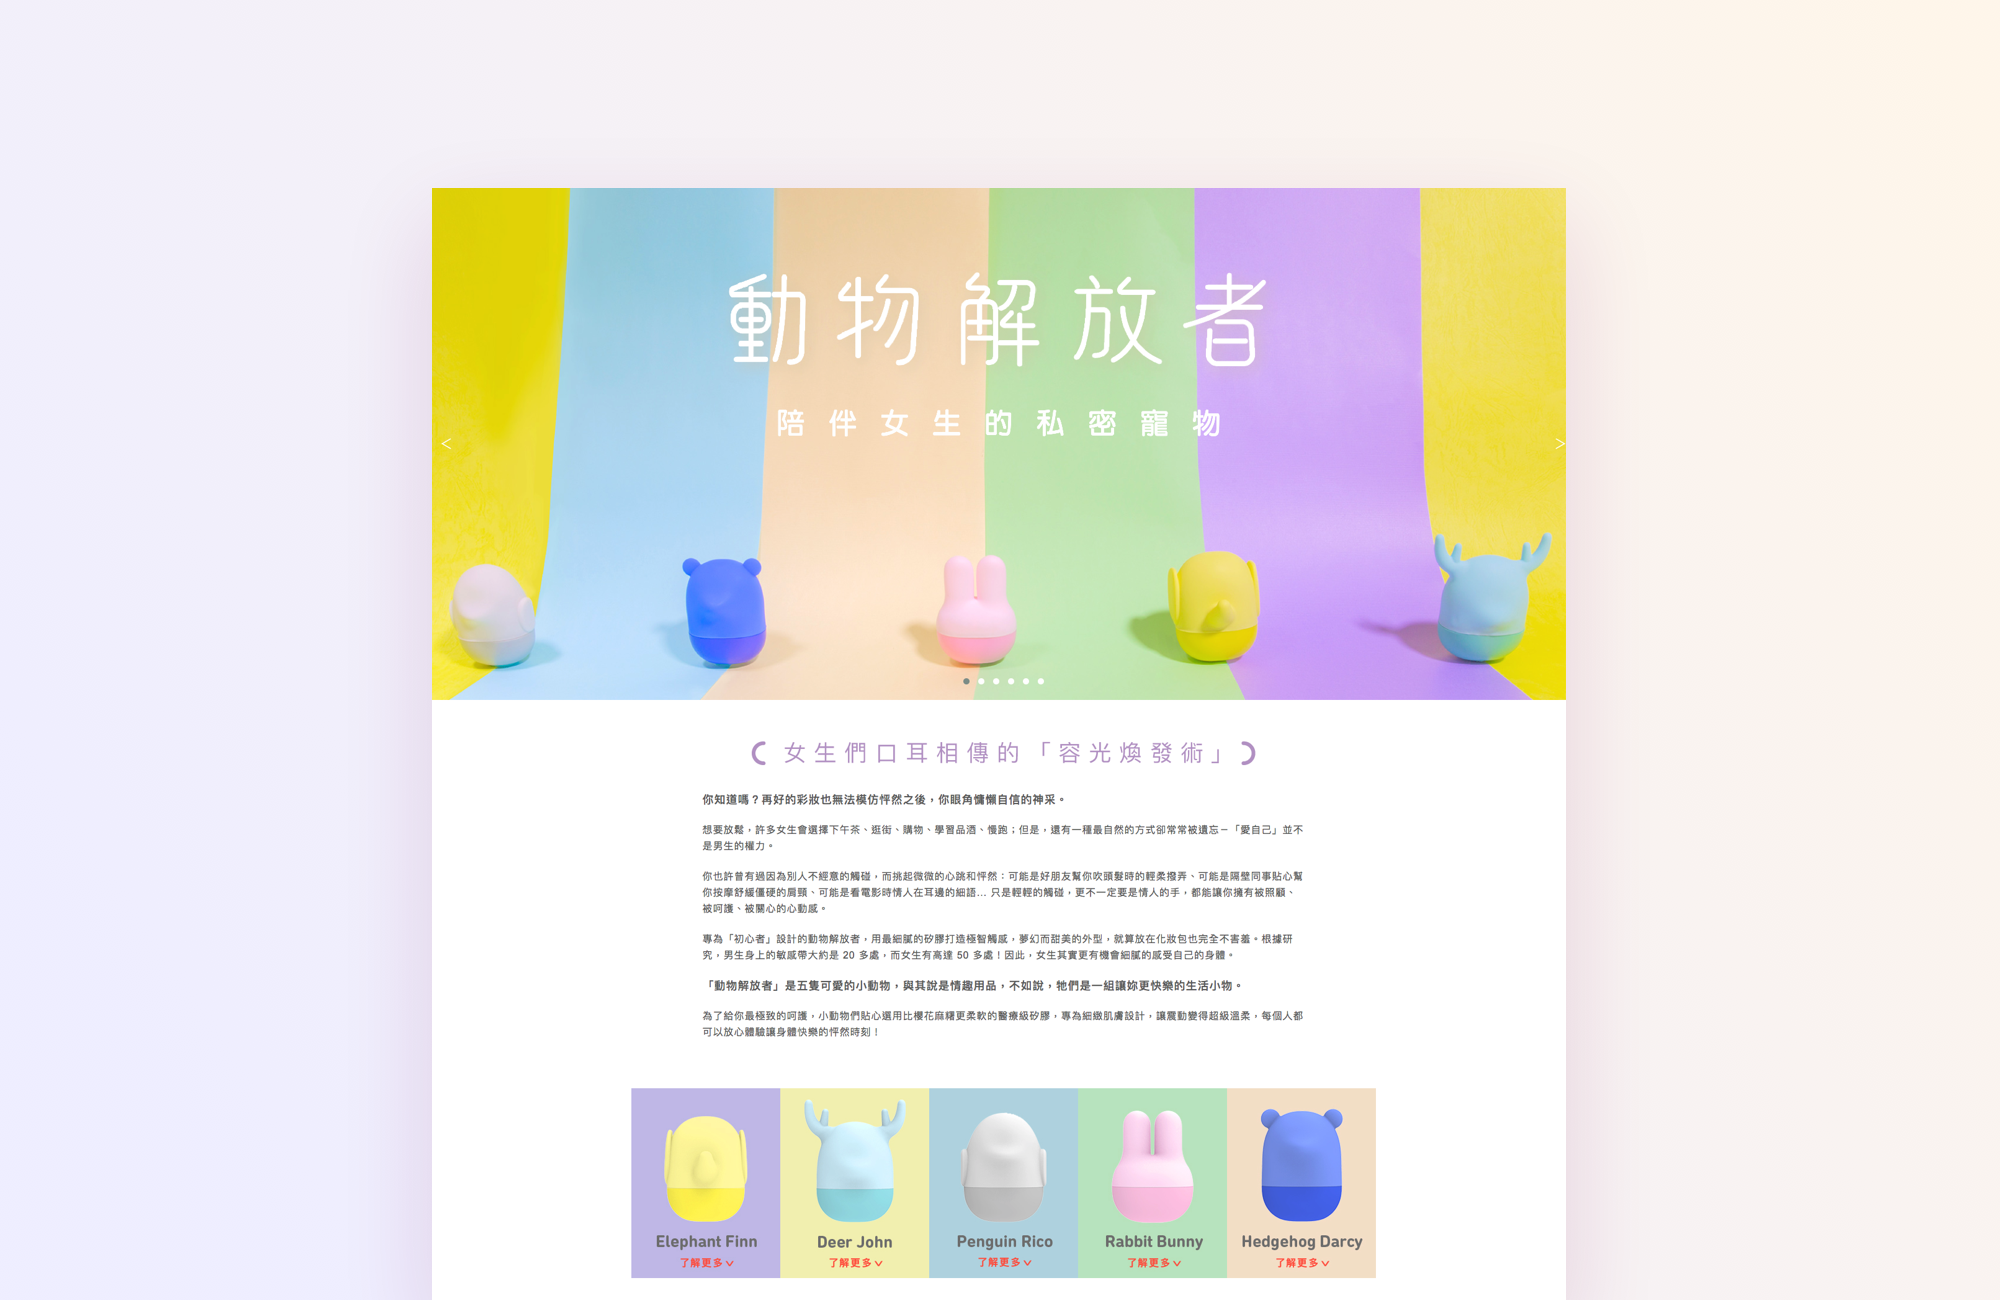 動物解放者
陪伴女生的私密寵物
<
>
女生們口耳相傳的「容光煥發術」
你知道嗎？再好的彩妝也無法模仿怦然之後，你眼角慵懶自信的神采。
想要放鬆，許多女生會選擇下午茶、逛街、購物、學習品酒、慢跑；但是，還有一種最自然的方式卻常常被遺忘－「愛自己」並不
是男生的權力。
你也許曾有過因為別人不經意的觸碰，而挑起微微的心跳和怦然：可能是好朋友幫你吹頭髮時的輕柔撥弄、可能是隔壁同事貼心幫
你按摩舒緩僵硬的肩頸、可能是看電影時情人在耳邊的細語... 只是輕輕的觸碰，更不一定要是情人的手，都能讓你擁有被照顧、
被呵護、被關心的心動感。
專為「初心者」設計的動物解放者，用最細膩的矽膠打造極智觸感，夢幻而甜美的外型，就算放在化妝包也完全不害羞。根據研
究，男生身上的敏感帶大約是 20 多處，而女生有高達 50 多處！因此，女生其實更有機會細膩的感受自己的身體。
「動物解放者」是五隻可愛的小動物，與其說是情趣用品，不如說，牠們是一組讓妳更快樂的生活小物。
為了給你最極致的呵護，小動物們貼心選用比櫻花麻糬更柔軟的醫療級矽膠，專為細緻肌膚設計，讓震動變得超級溫柔，每個人都
可以放心體驗讓身體快樂的怦然時刻！
Elephant Finn
了解更多
Deer John
了解更多
Penguin Rico
了解更多
Rabbit Bunny
了解更多
Hedgehog Darcy
了解更多